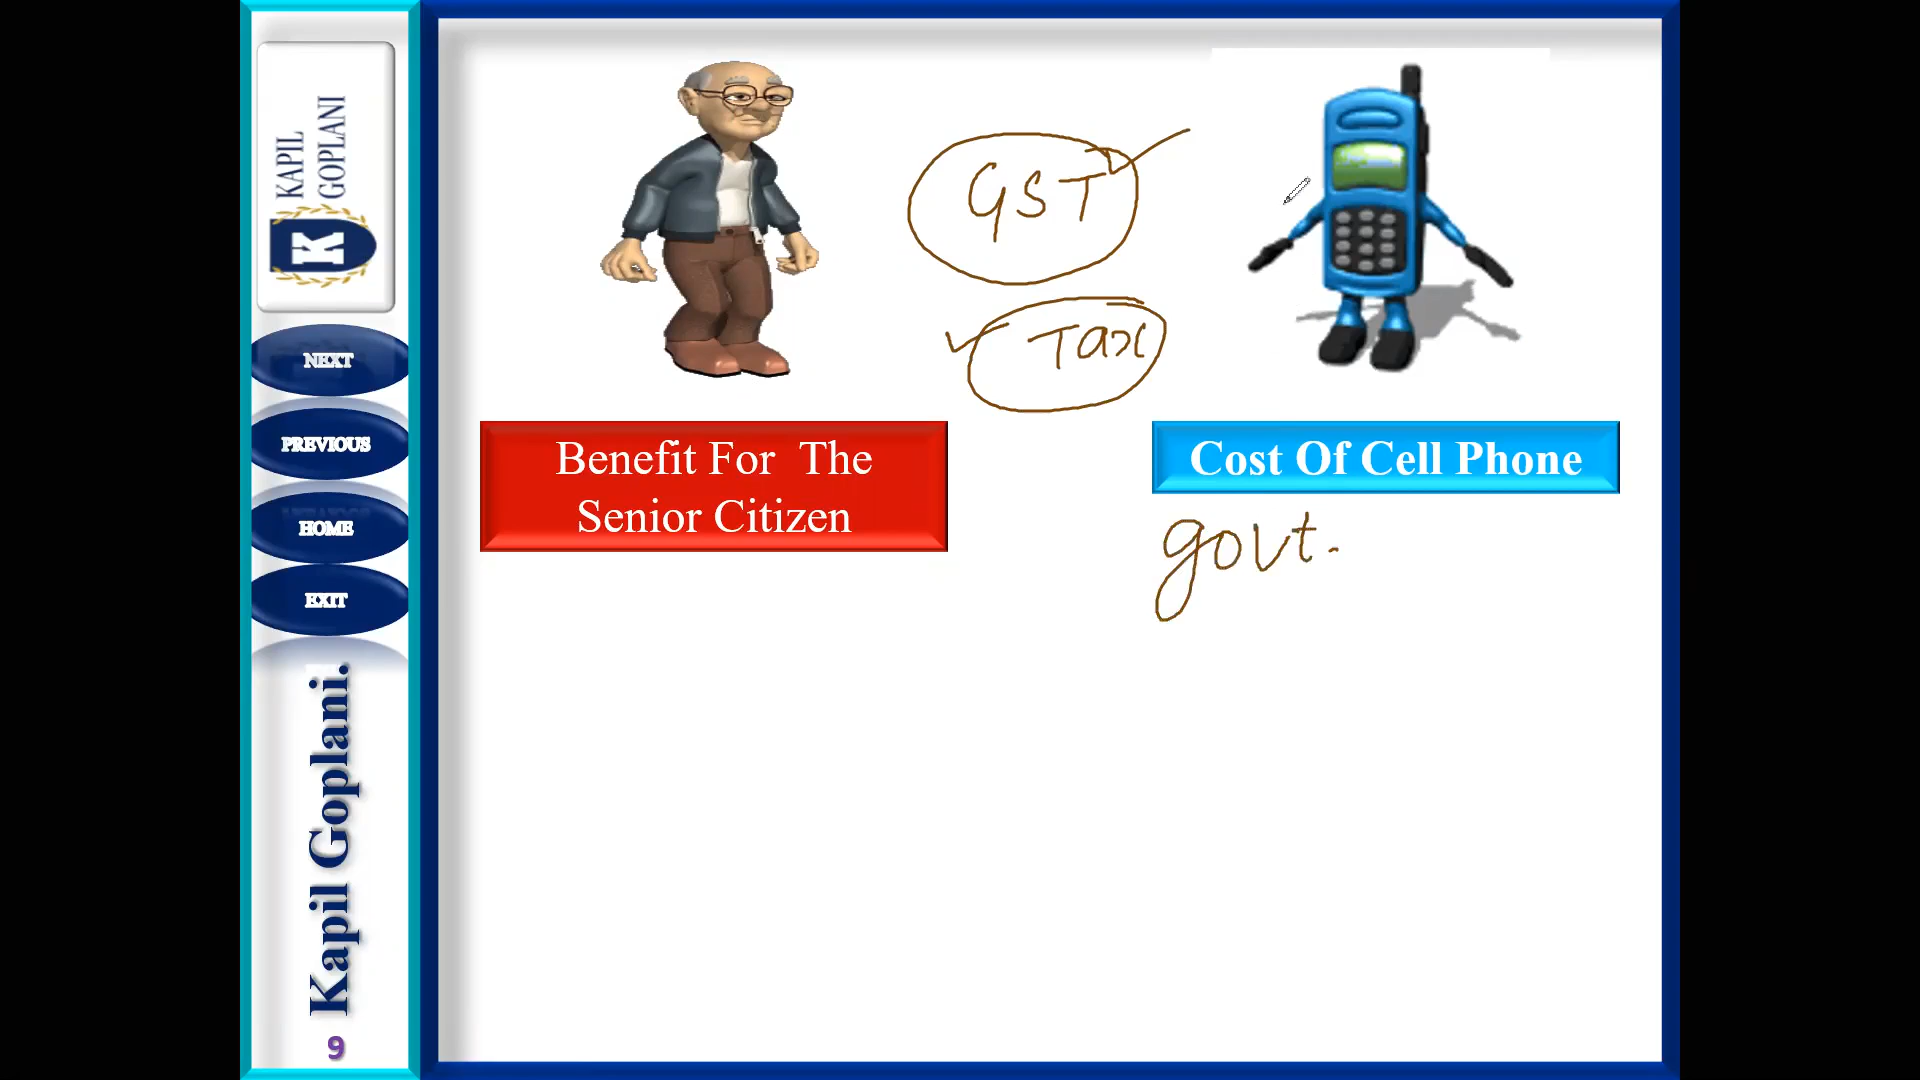 KAPIL
GOPLANI
K
NEXT
PREVIOUS
HOME
EXIT
Kapil Goplani.
9
GST
Tax
Benefit For The
Senior Citizen
Cost Of Cell Phone
govt.